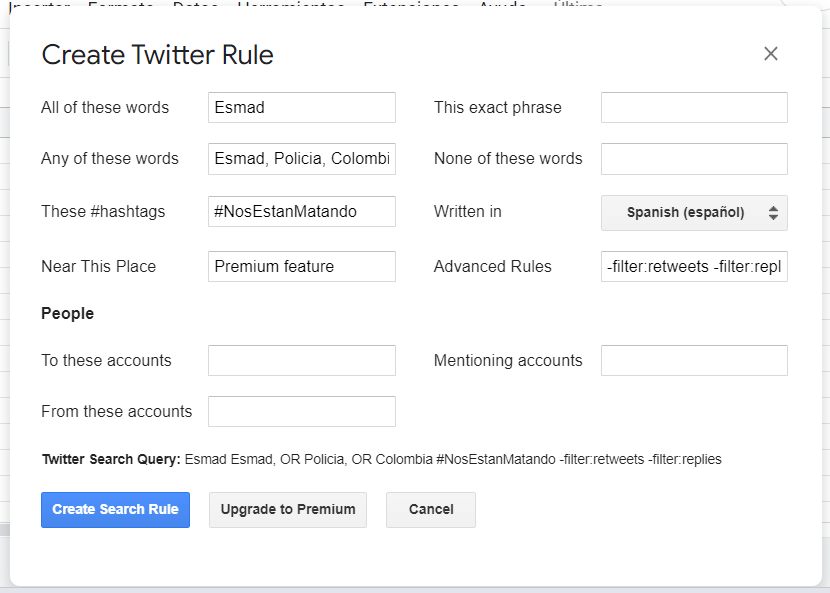 Insertar Formato Datos Herramientas Extensiones Ayuda Última
Create Twitter Rule
All of these words Esmad This exact phrase
Any of these words Esmad, Policia, Colombi None of these words
These #hashtags #NosEstanMatando Written in Spanish (español)
Near This Place Premium feature Advanced Rules -filter:retweets -filter:repl
People
To these accounts Mentioning accounts
From these accounts
Twitter Search Query: Esmad Esmad, OR Policia, OR Colombia #NosEstanMatando -filter:retweets -filter:replies
Create Search Rule Upgrade to Premium Cancel